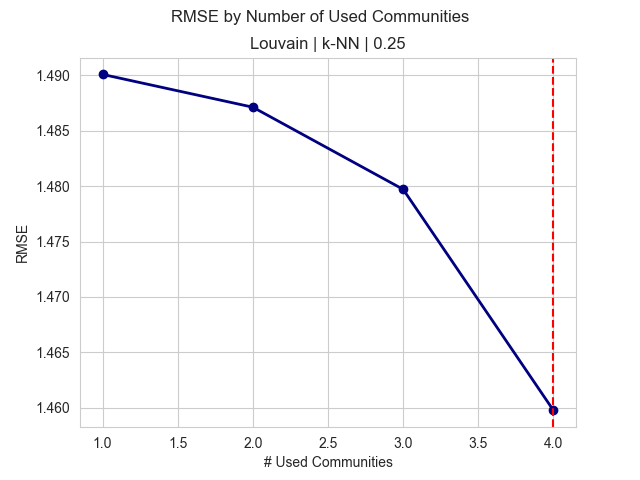 RMSE by Number of Used Communities
Louvain | k-NN | 0.25
1.490
1.485
1.480
1.475
1.470
1.465
1.460
RMSE
1.0 1.5 2.0 2.5 3.0 3.5 4.0
# Used Communities